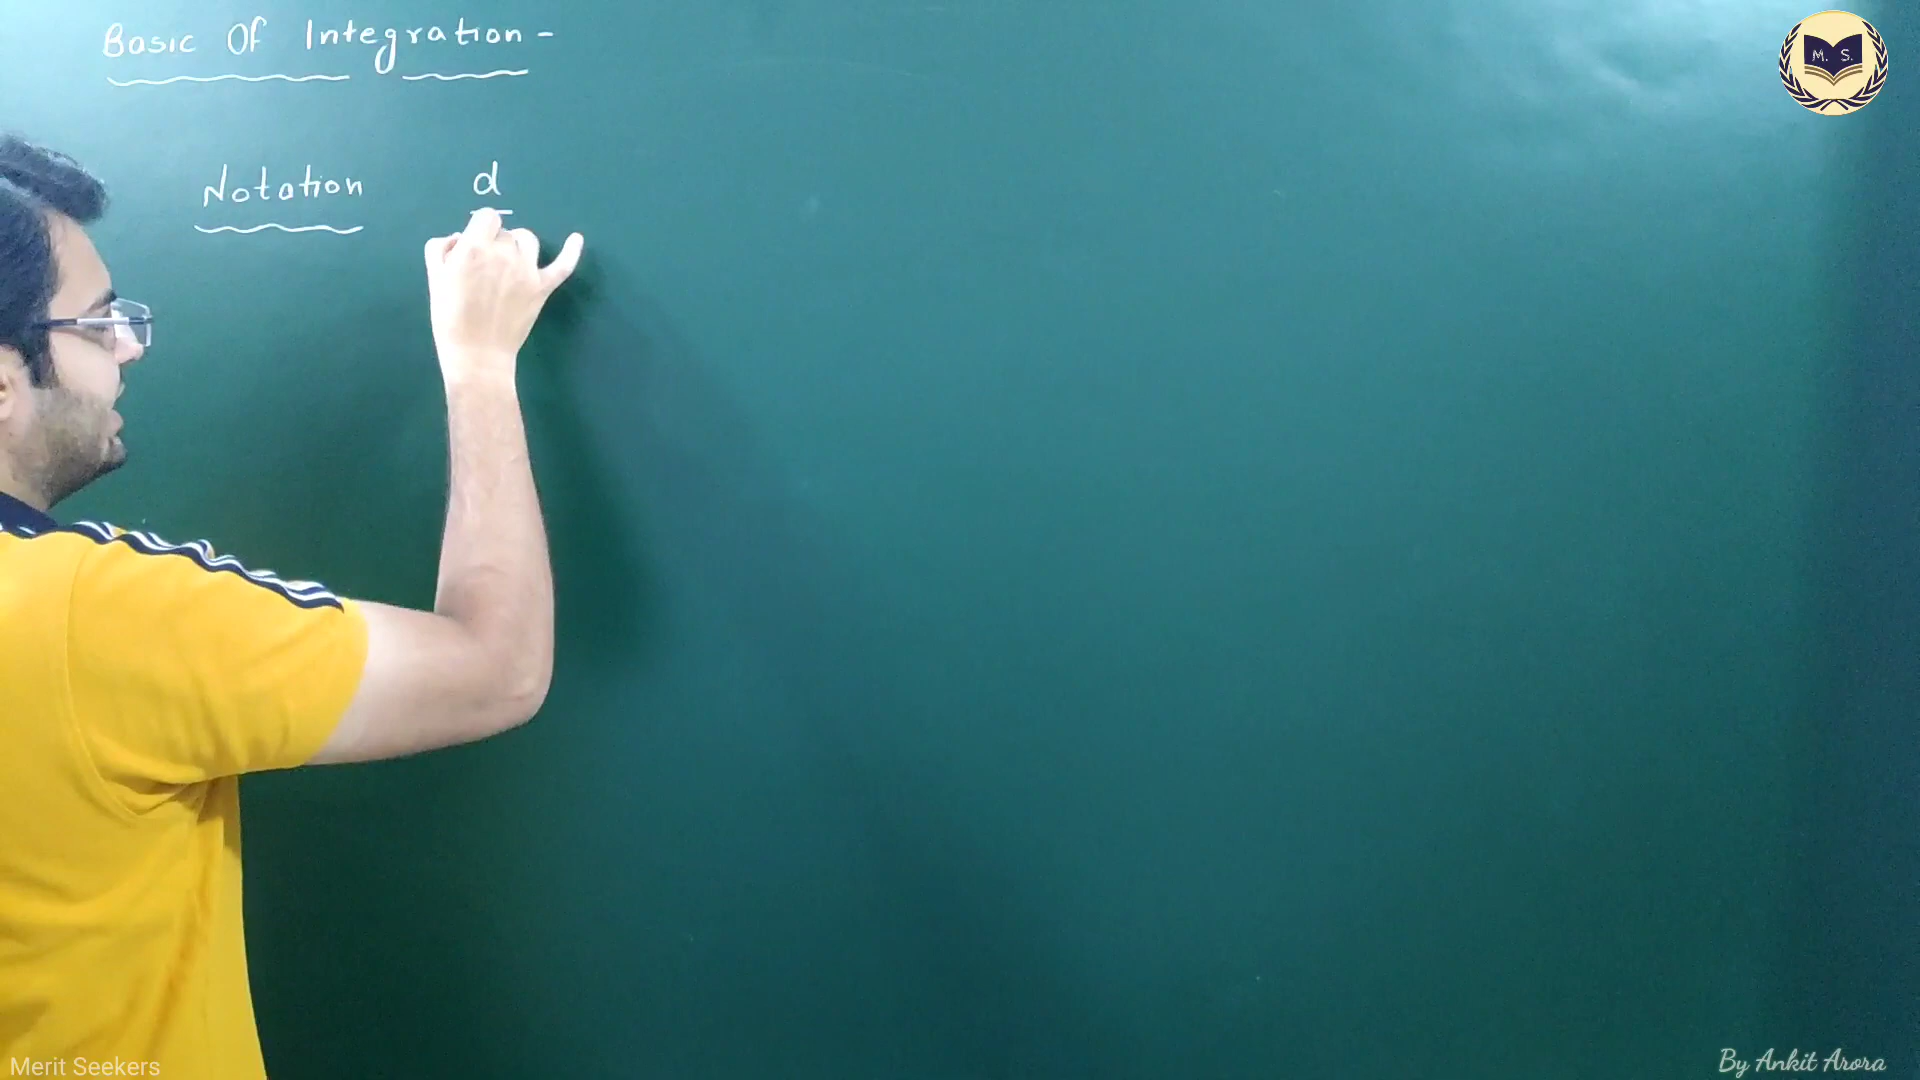 Basic Of Integration -
Notation d
M. S.
Merit Seekers
By Ankit Arora